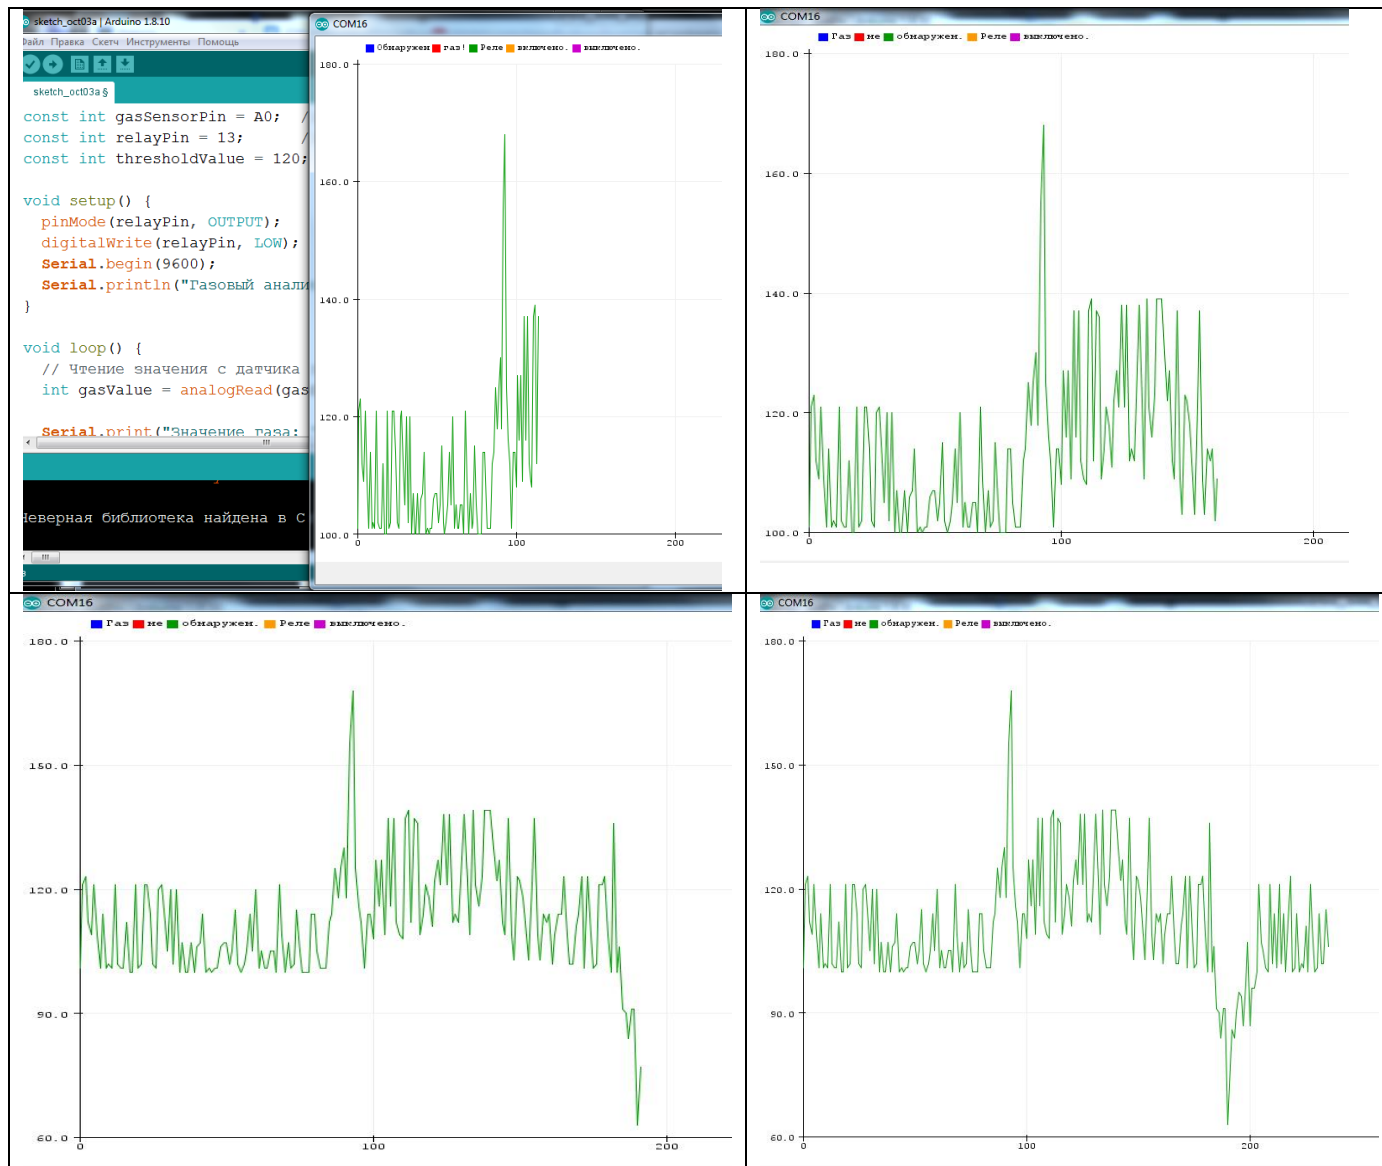 sketch_oct03a | Arduino 1.8.10
Файл Правка Скетч Инструменты Помощь
sketch_oct03a §
const int gasSensorPin = A0; /
const int relayPin = 13; /
const int thresholdValue = 120;
void setup() {
pinMode(relayPin, OUTPUT);
digitalWrite(relayPin, LOW);
Serial.begin(9600);
Serial.println("Газовый анали
}
void loop() {
// Чтение значения с датчика
int gasValue = analogRead(gas
Serial.print("Значение газа:
Неверная библиотека найдена в C
COM16
Обнаружен газ! Реле включено. выключено.
180.0
160.0
140.0
120.0
100.0
0 100 200
COM16
Газ не обнаружен. Реле выключено.
180.0
160.0
140.0
120.0
100.0
0 100 200
COM16
Газ не обнаружен. Реле выключено.
180.0
150.0
120.0
90.0
60.0
0 100 200
COM16
Газ не обнаружен. Реле выключено.
180.0
150.0
120.0
90.0
60.0
0 100 200